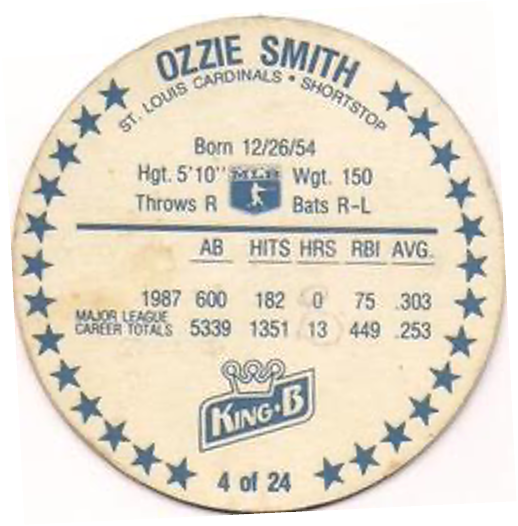 OZZIE SMITH
ST. LOUIS CARDINALS • SHORTSTOP
Born 12/26/54
Hgt. 5'10" MLB Wgt. 150
Throws R Bats R-L
AB HITS HRS RBI AVG.
1987 600 182 0 75 .303
MAJOR LEAGUE
CAREER TOTALS 5339 1351 13 449 .253
KING·B
4 of 24